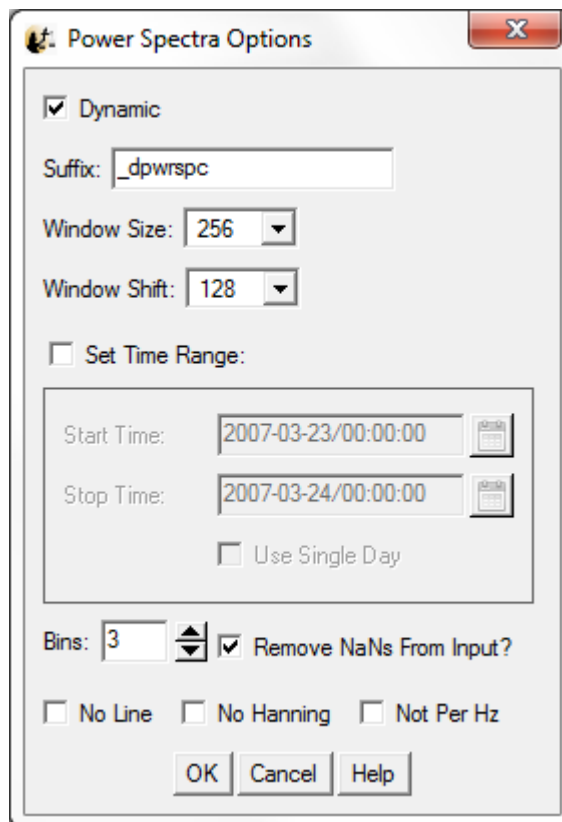 Power Spectra Options
Dynamic
Suffix: _dpwrspc
Window Size: 256
Window Shift: 128
Set Time Range:
Start Time: 2007-03-23/00:00:00
Stop Time: 2007-03-24/00:00:00
Use Single Day
Bins: 3 Remove NaNs From Input?
No Line No Hanning Not Per Hz
OK Cancel Help